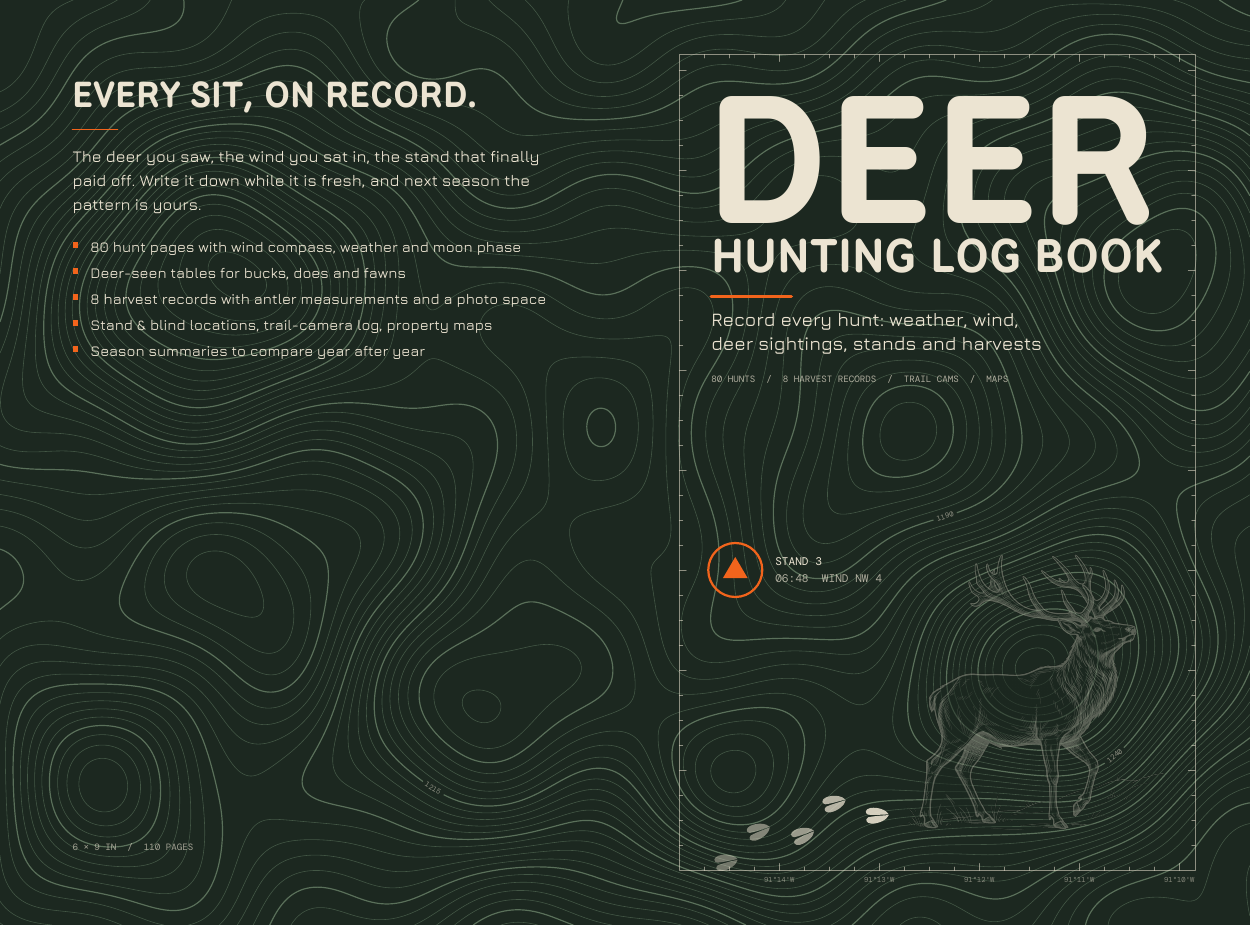 EVERY SIT, ON RECORD.
The deer you saw, the wind you sat in, the stand that finally
paid off. Write it down while it is fresh, and next season the
pattern is yours.
80 hunt pages with wind compass, weather and moon phase
Deer-seen tables for bucks, does and fawns
8 harvest records with antler measurements and a photo space
Stand & blind locations, trail-camera log, property maps
Season summaries to compare year after year
1215
6 × 9 IN / 110 PAGES
DEER
HUNTING LOG BOOK
Record every hunt: weather, wind,
deer sightings, stands and harvests
80 HUNTS / 8 HARVEST RECORDS / TRAIL CAMS / MAPS
1190
STAND 3
06:48 WIND NW 4
1240
91°14'W 91°13'W 91°12'W 91°11'W 91°10'W